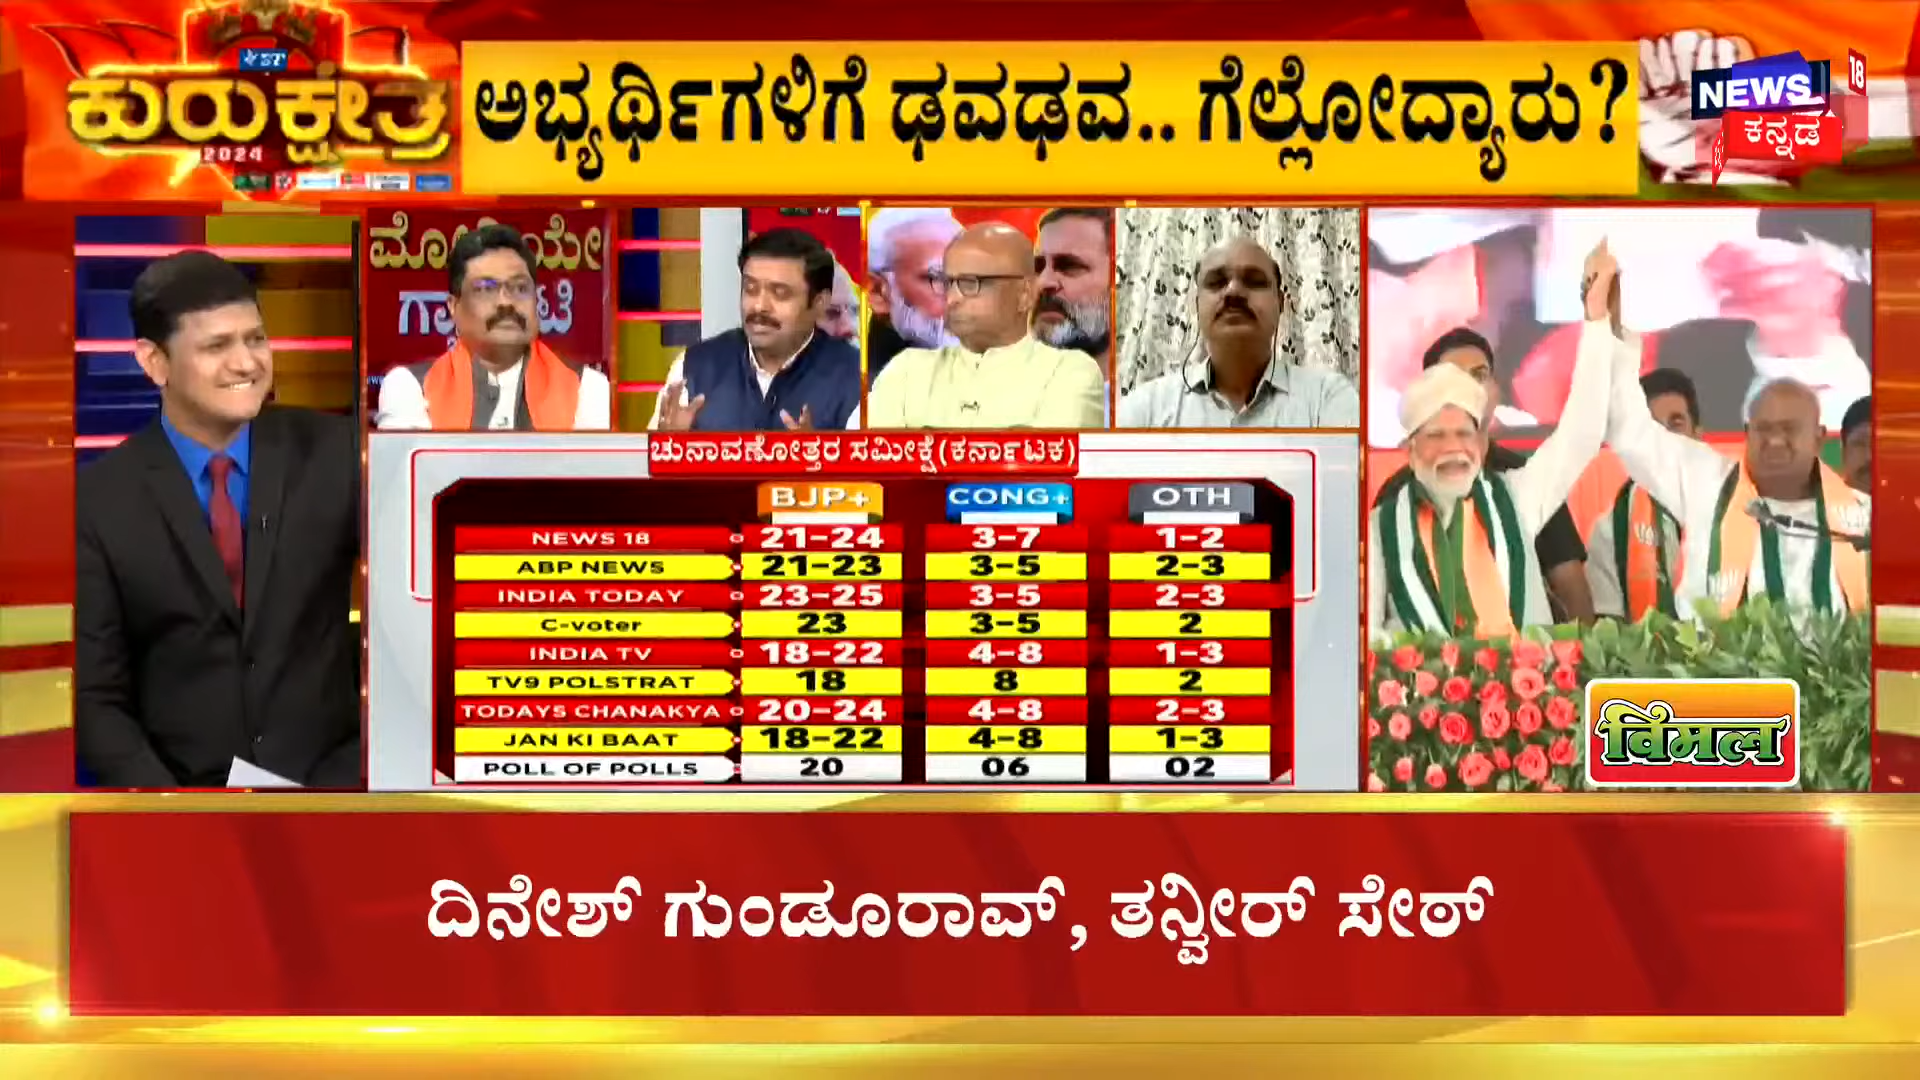 ಕುರುಕ್ಷೇತ್ರ
2024
ಅಭ್ಯರ್ಥಿಗಳಿಗೆ ಢವಢವ.. ಗೆಲ್ಲೋದ್ಯಾರು?
NEWS 18
ಕನ್ನಡ
ಚುನಾವಣೋತ್ತರ ಸಮೀಕ್ಷೆ(ಕರ್ನಾಟಕ)
BJP+ CONG+ OTH
NEWS 18 21-24 3-7 1-2
ABP NEWS 21-23 3-5 2-3
INDIA TODAY 23-25 3-5 2-3
C-voter 23 3-5 2
INDIA TV 18-22 4-8 1-3
TV9 POLSTRAT 18 8 2
TODAYS CHANAKYA 20-24 4-8 2-3
JAN KI BAAT 18-22 4-8 1-3
POLL OF POLLS 20 06 02
विमल
ದಿನೇಶ್ ಗುಂಡೂರಾವ್, ತನ್ವೀರ್ ಸೇಠ್